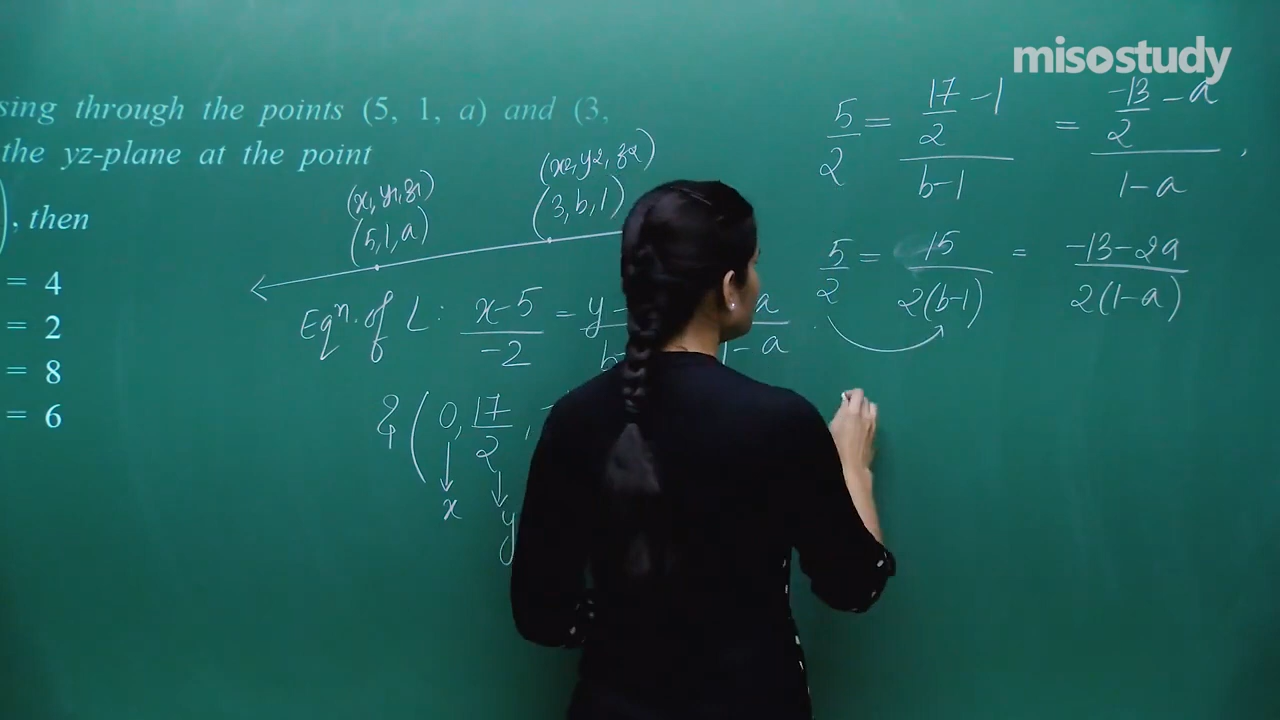 misostudy
sing through the points (5, 1, a) and (3,
the yz-plane at the point
), then
= 4
= 2
= 8
= 6
(x1, y1, z1)
(5,1,a)
(x2, y2, z2)
(3,b,1)
Eqn. of L: x-5/-2 = y- a/1-a .
& (0, 17/2,
x
y
5/2 = (17/2 - 1)/(b-1) = (-13/2 - a)/(1-a) ,
5/2 = 15/2(b-1) = -13-2a/2(1-a)